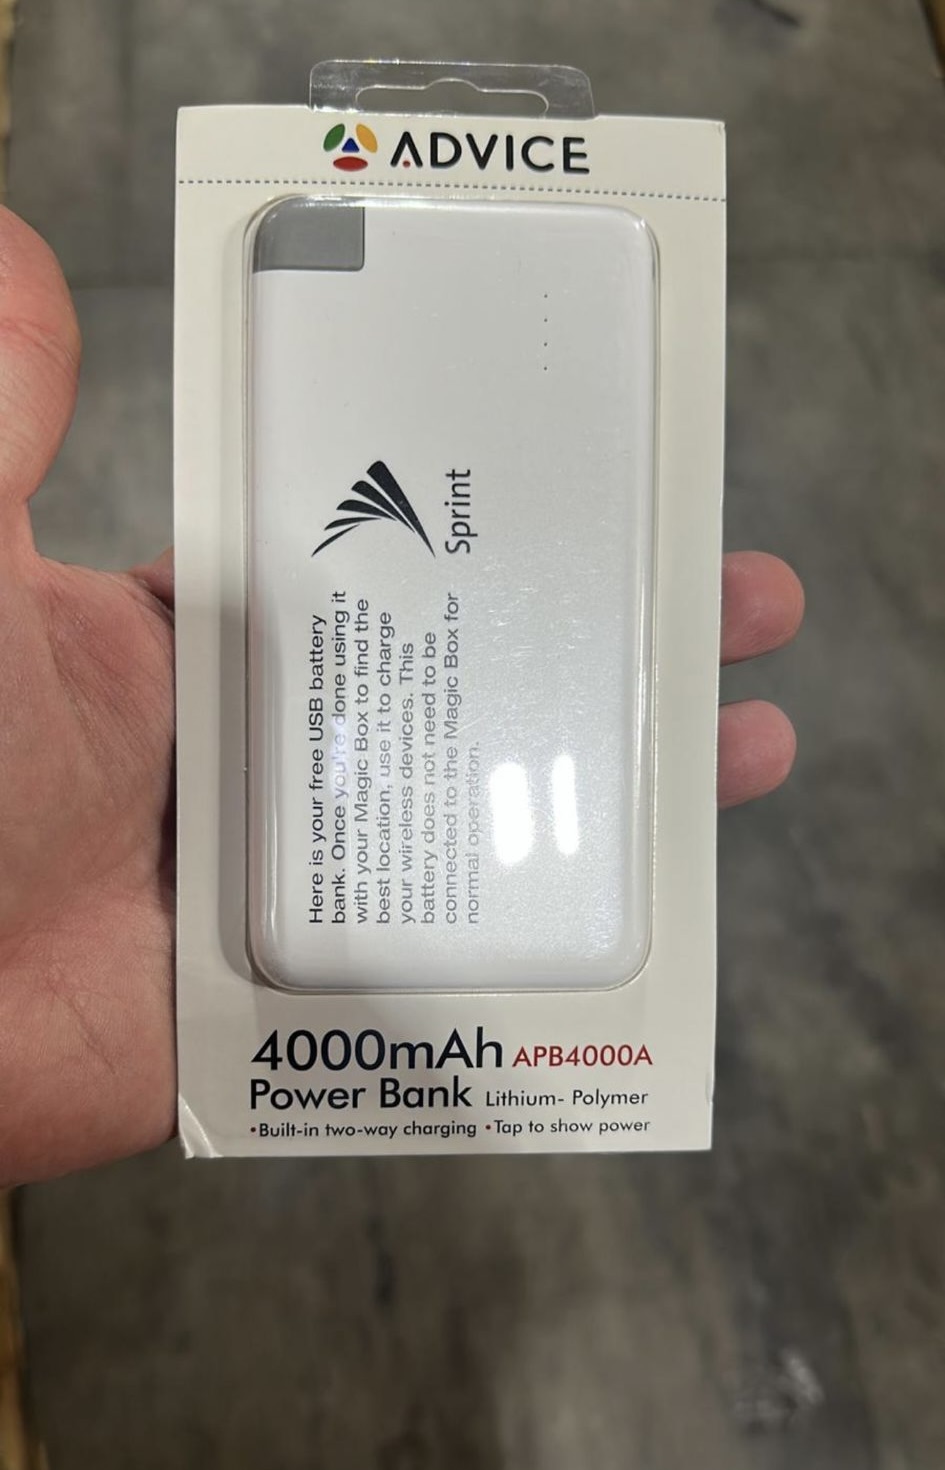 ADVICE
Sprint
Here is your free USB battery
bank. Once you're done using it
with your Magic Box to find the
best location, use it to charge
your wireless devices. This
battery does not need to be
connected to the Magic Box for
normal operation.
4000mAh APB4000A
Power Bank Lithium- Polymer
•Built-in two-way charging •Tap to show power